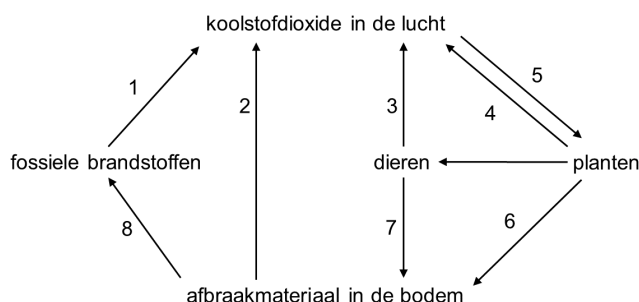 koolstofdioxide in de lucht
1
2
3
4
5
fossiele brandstoffen
dieren
planten
8
7
6
afbraakmateriaal in de bodem